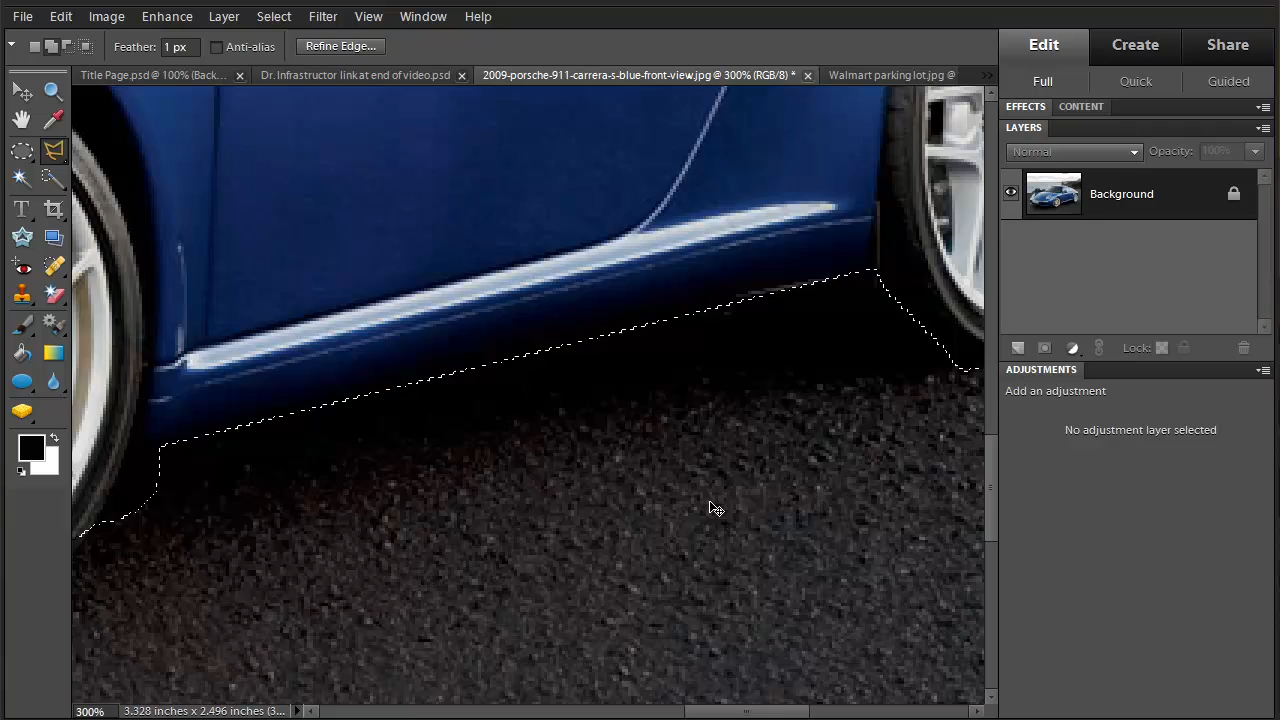 File Edit Image Enhance Layer Select Filter View Window Help
Feather: 1 px Anti-alias Refine Edge...
Edit Create Share
Title Page.psd @ 100% (Back... Dr. Infrastructor link at end of video.psd 2009-porsche-911-carrera-s-blue-front-view.jpg @ 300% (RGB/8) * Walmart parking lot.jpg @
Full Quick Guided
EFFECTS CONTENT
LAYERS
Normal Opacity: 100%
Background
Lock:
ADJUSTMENTS
Add an adjustment
No adjustment layer selected
300% 3.328 inches x 2.496 inches (3...